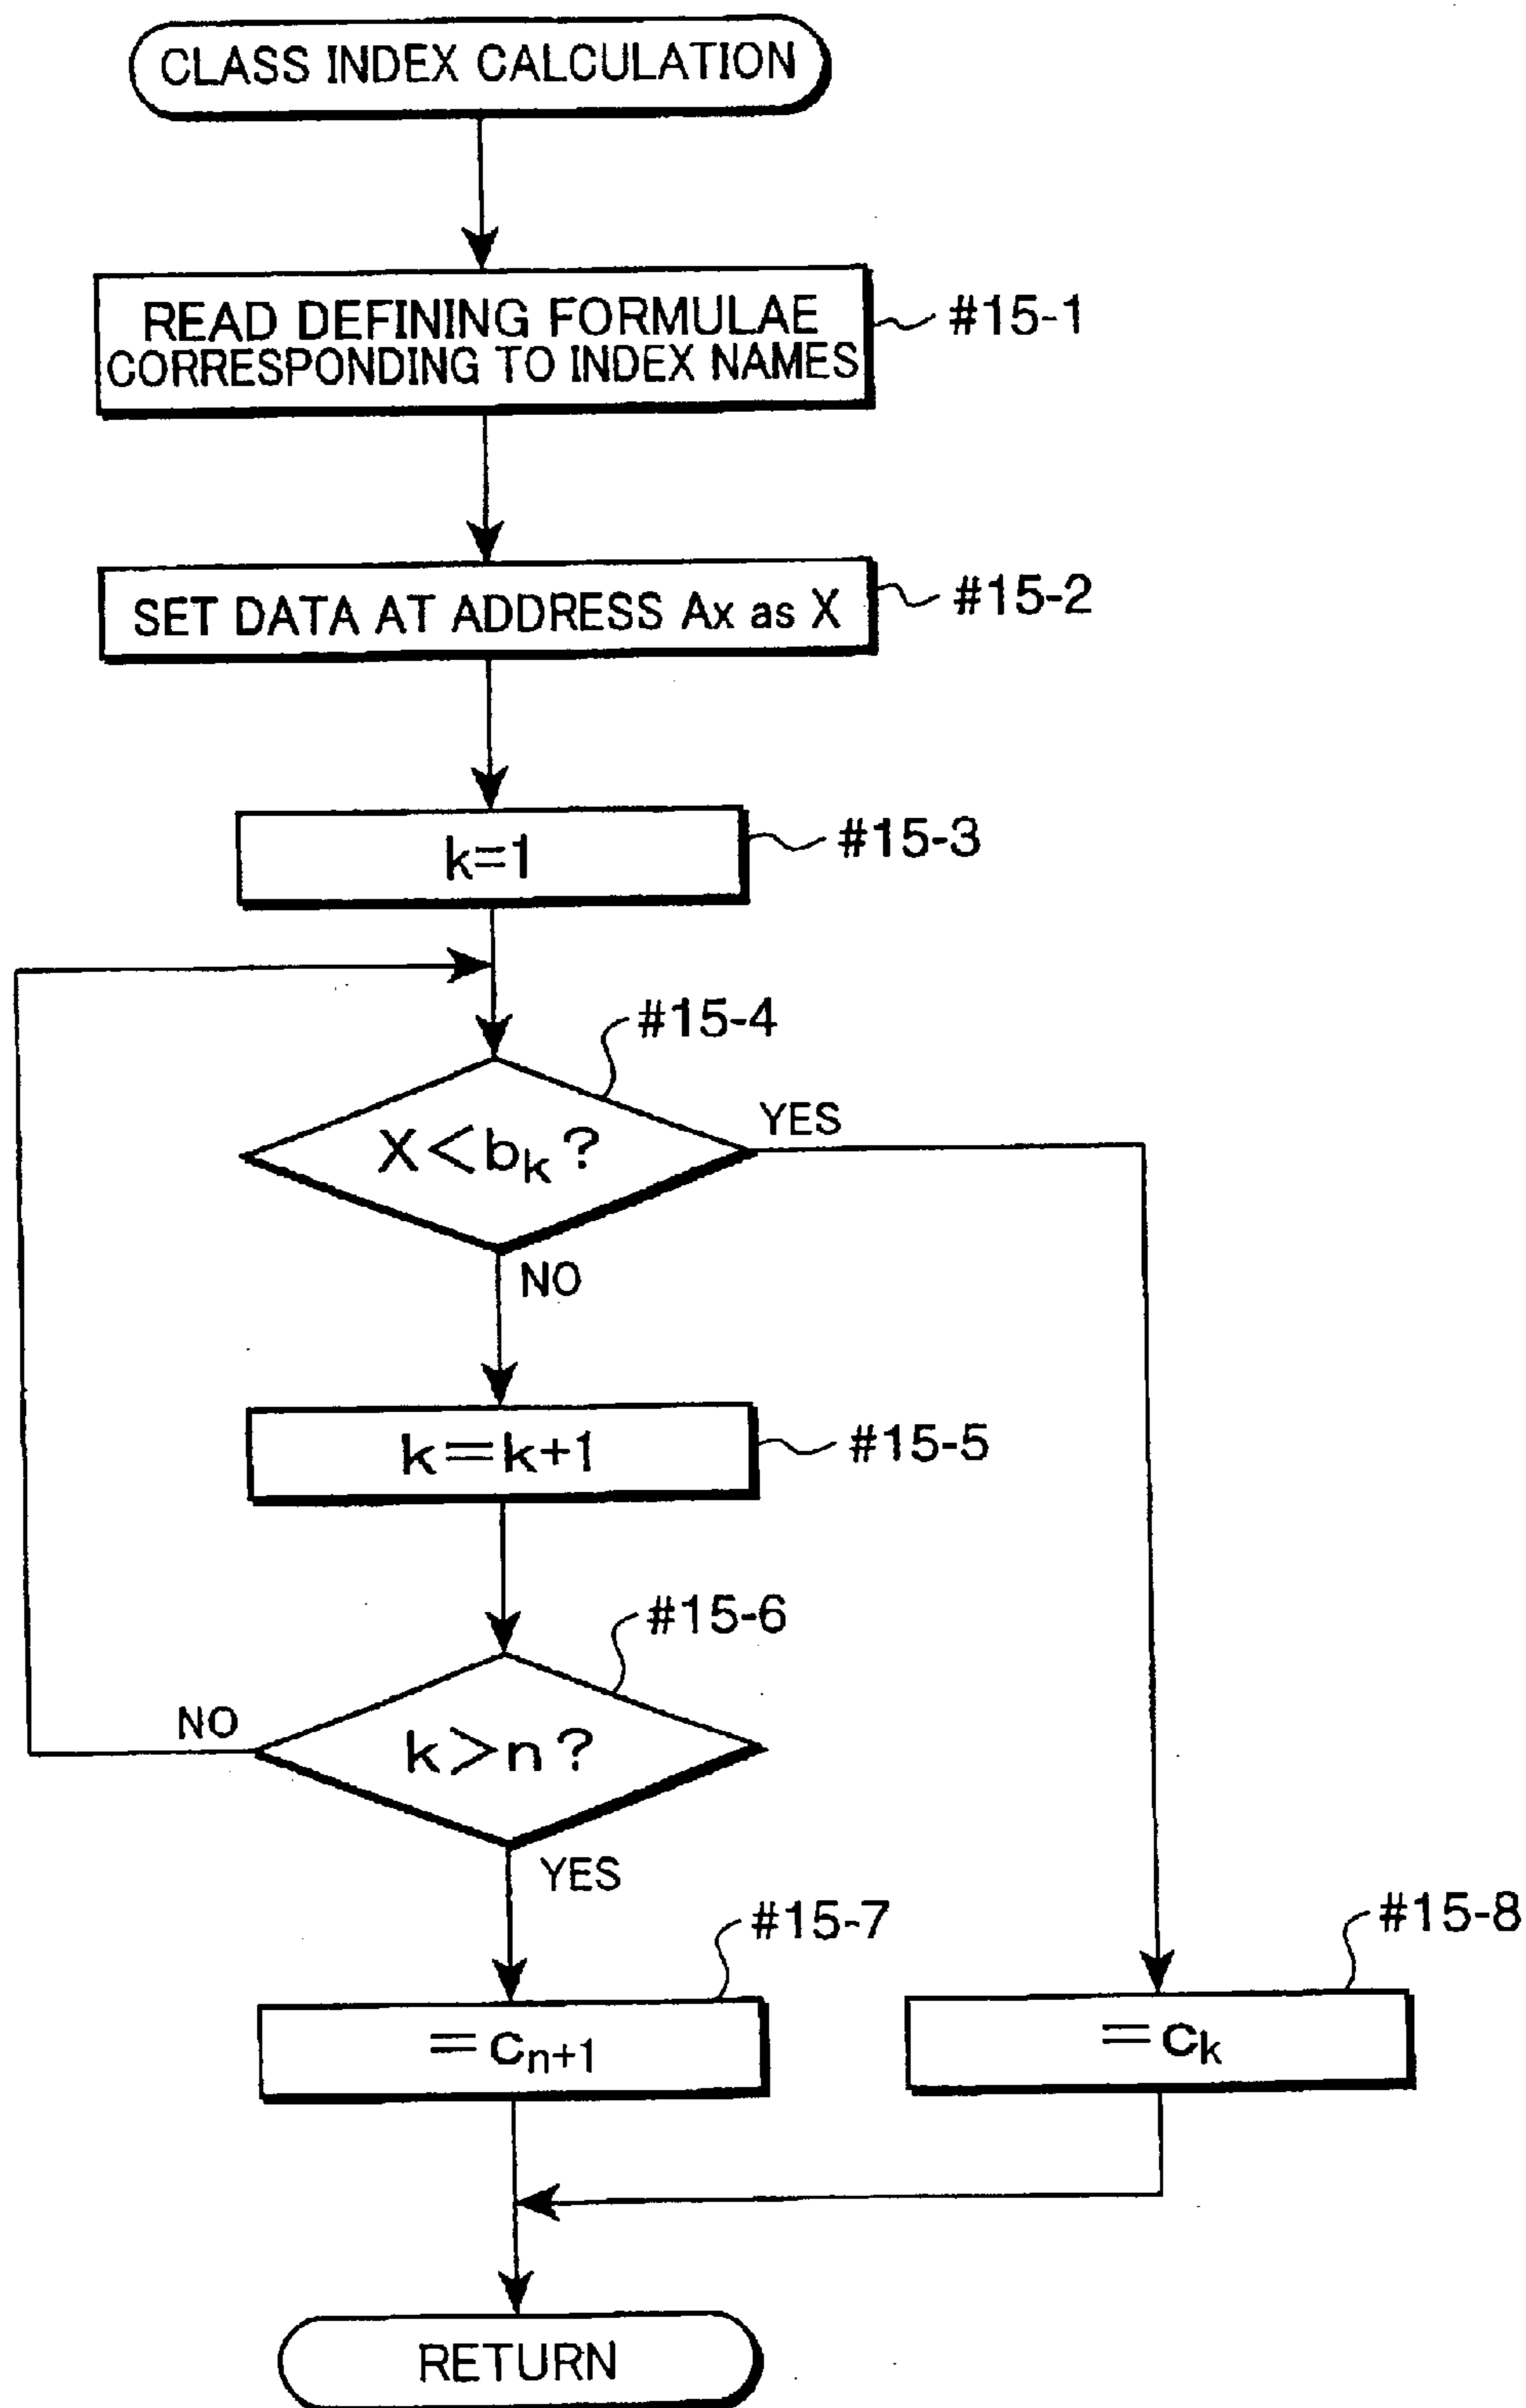 CLASS INDEX CALCULATION
READ DEFINING FORMULAE
CORRESPONDING TO INDEX NAMES
#15-1
SET DATA AT ADDRESS Ax as X
#15-2
k=1
#15-3
#15-4
X<bk?
YES
NO
k=k+1
#15-5
#15-6
k>n?
NO
YES
#15-7
=cn+1
#15-8
=ck
RETURN